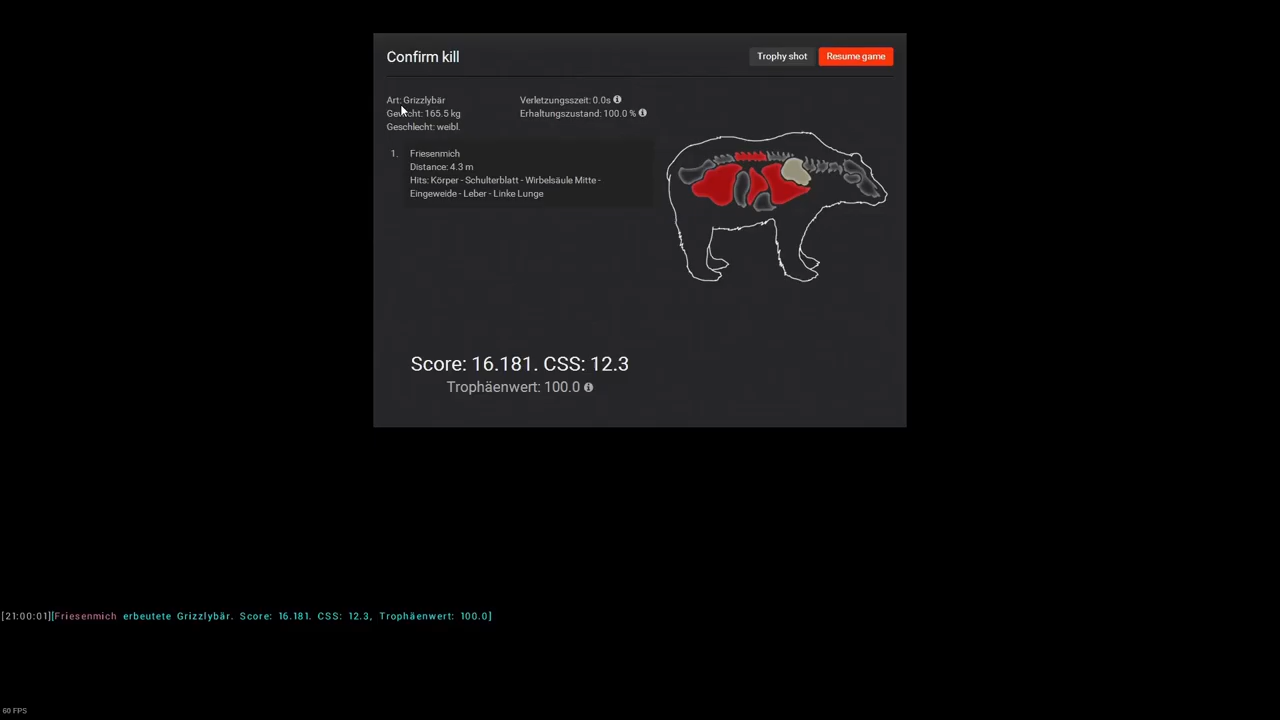 Confirm kill
Trophy shot
Resume game
Art: Grizzlybär
Verletzungsszeit: 0.0s
Gewicht: 165.5 kg
Erhaltungszustand: 100.0 %
Geschlecht: weibl.
1. Friesenmich
Distance: 4.3 m
Hits: Körper - Schulterblatt - Wirbelsäule Mitte -
Eingeweide - Leber - Linke Lunge
Score: 16.181. CSS: 12.3
Trophäenwert: 100.0
[21:00:01][Friesenmich erbeutete Grizzlybär. Score: 16.181. CSS: 12.3, Trophäenwert: 100.0]
60 FPS